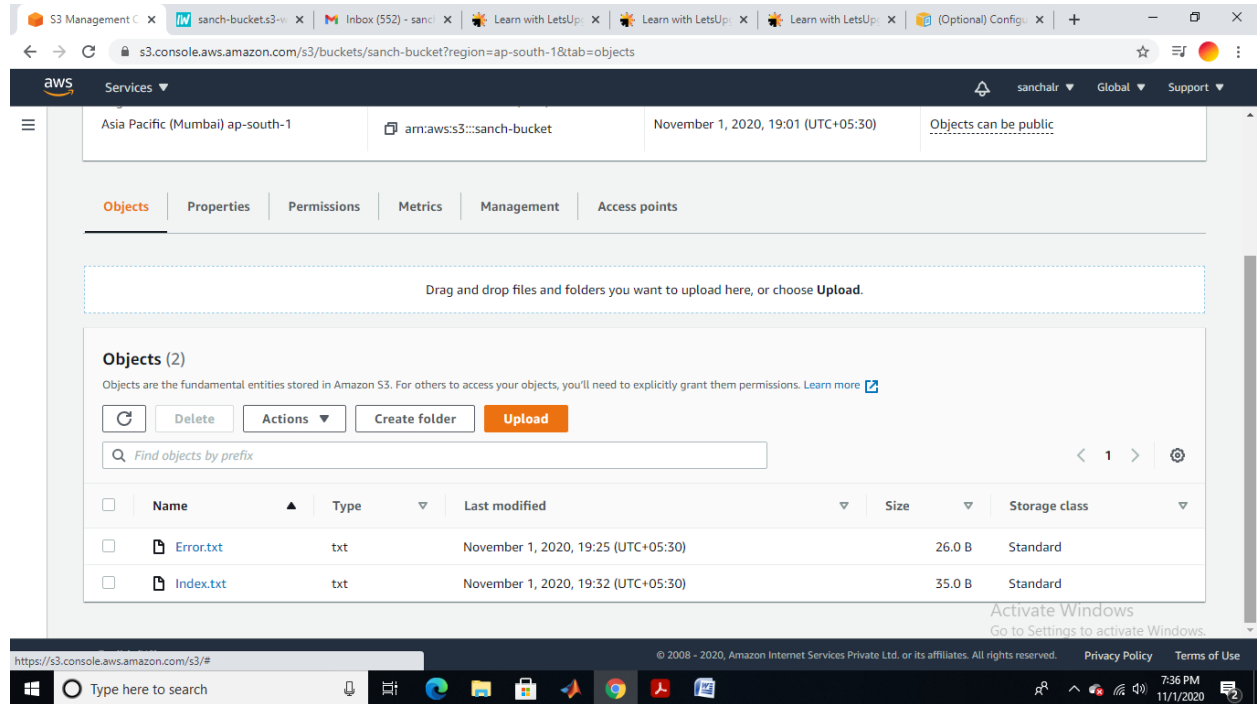 S3 Management C
sanch-bucket.s3-w
Inbox (552) - sancl
Learn with LetsUp
Learn with LetsUp
Learn with LetsUp
(Optional) Configu
s3.console.aws.amazon.com/s3/buckets/sanch-bucket?region=ap-south-1&tab=objects
aws Services sanchalr Global Support
Asia Pacific (Mumbai) ap-south-1 arn:aws:s3:::sanch-bucket November 1, 2020, 19:01 (UTC+05:30) Objects can be public
Objects Properties Permissions Metrics Management Access points
Drag and drop files and folders you want to upload here, or choose Upload.
Objects (2)
Objects are the fundamental entities stored in Amazon S3. For others to access your objects, you'll need to explicitly grant them permissions. Learn more
Delete Actions Create folder Upload
Find objects by prefix
1
Name Type Last modified Size Storage class
Error.txt txt November 1, 2020, 19:25 (UTC+05:30) 26.0 B Standard
Index.txt txt November 1, 2020, 19:32 (UTC+05:30) 35.0 B Standard
Activate Windows
Go to Settings to activate Windows.
© 2008 - 2020, Amazon Internet Services Private Ltd. or its affiliates. All rights reserved. Privacy Policy Terms of Use
https://s3.console.aws.amazon.com/s3/#
Type here to search
7:36 PM
11/1/2020
2